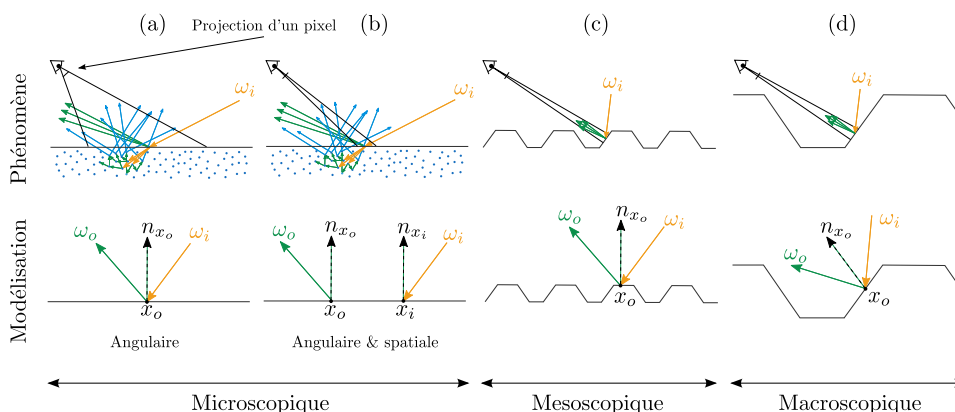 (a)
Projection d'un pixel
(b)
(c)
(d)
Phénomène
ω_i
ω_i
ω_i
ω_i
Modélisation
ω_o
n_{x_o}
ω_i
x_o
Angulaire
ω_o
n_{x_o}
n_{x_i}
ω_i
x_o
x_i
Angulaire & spatiale
ω_o
n_{x_o}
ω_i
x_o
n_{x_o}
ω_i
ω_o
x_o
Microscopique
Mesoscopique
Macroscopique